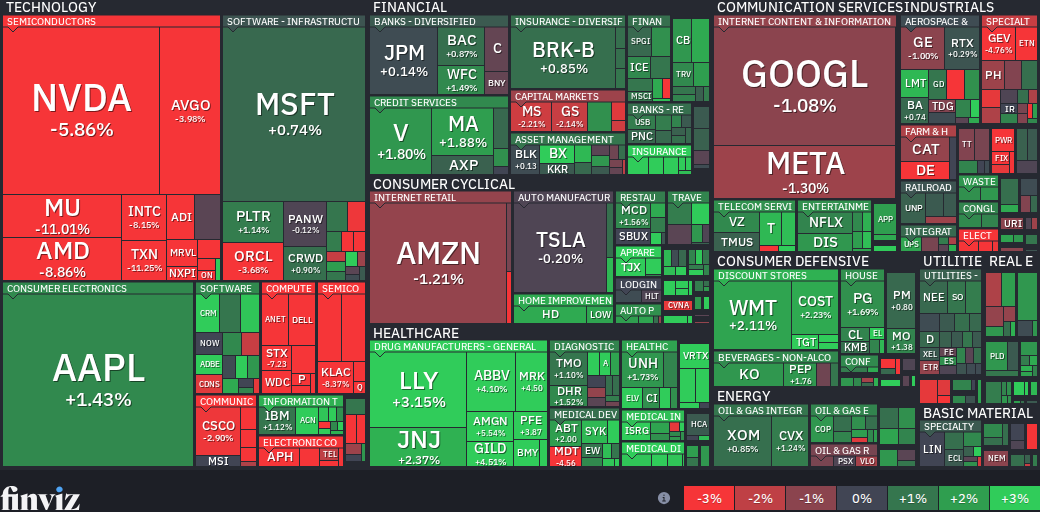 TECHNOLOGY
SEMICONDUCTORS
NVDA
-5.86%
AVGO
-3.98%
MU
-11.01%
AMD
-8.86%
INTC
-8.15%
TXN
-11.25%
ADI
MRVL
NXPI
ON
SOFTWARE - INFRASTRUCTU
MSFT
+0.74%
PLTR
+1.14%
ORCL
-3.68%
PANW
-0.12%
CRWD
+0.90%
CONSUMER ELECTRONICS
AAPL
+1.43%
SOFTWARE
CRM
NOW
ADBE
CDNS
COMPUTE
ANET
DELL
STX
-7.23
WDC
P
SEMICO
KLAC
-8.37%
Q
COMMUNIC
CSCO
-2.90%
MSI
INFORMATION T
IBM
+1.12%
ACN
ELECTRONIC CO
APH
TEL
FINANCIAL
BANKS - DIVERSIFIED
JPM
+0.14%
BAC
+0.87%
WFC
+1.49%
C
BNY
CREDIT SERVICES
V
+1.80%
MA
+1.88%
AXP
INSURANCE - DIVERSIF
BRK-B
+0.85%
CAPITAL MARKETS
MS
-2.21%
GS
-2.14%
ASSET MANAGEMENT
BLK
+0.13
BX
KKR
FINAN
SPGI
ICE
MSCI
CB
TRV
BANKS - RE
USB
PNC
INSURANCE
CONSUMER CYCLICAL
INTERNET RETAIL
AMZN
-1.21%
AUTO MANUFACTUR
TSLA
-0.20%
HOME IMPROVEMEN
HD
LOW
RESTAU
MCD
+1.56%
SBUX
TRAVE
APPARE
TJX
LODGIN
HLT
AUTO P
CVNA
HEALTHCARE
DRUG MANUFACTURERS - GENERAL
LLY
+3.15%
JNJ
+2.37%
ABBV
+4.10%
MRK
+4.50
AMGN
+5.54%
PFE
+3.87
GILD
+4.51%
BMY
DIAGNOSTIC
TMO
+1.10%
A
DHR
+1.52%
MEDICAL DEV
ABT
+2.00
SYK
MDT
-4.56
EW
HEALTHC
UNH
+1.73%
ELV
CI
MEDICAL IN
ISRG
MEDICAL DI
VRTX
HCA
COMMUNICATION SERVICES
INTERNET CONTENT & INFORMATION
GOOGL
-1.08%
META
-1.30%
TELECOM SERVI
VZ
T
TMUS
ENTERTAINME
NFLX
DIS
APP
INDUSTRIALS
AEROSPACE &
GE
-1.00%
RTX
+0.29%
LMT
GD
BA
+0.74
TDG
SPECIALT
GEV
-4.76%
ETN
PH
IR
FARM & H
CAT
DE
TT
PWR
FIX
RAILROAD
UNP
WASTE
CONGL
INTEGRAT
UPS
URI
ELECT
CONSUMER DEFENSIVE
DISCOUNT STORES
WMT
+2.11%
COST
+2.23%
TGT
BEVERAGES - NON-ALCO
KO
PEP
+1.76
HOUSE
PG
+1.69%
CL
EL
KMB
CONF
PM
+0.80
MO
+1.38
ENERGY
OIL & GAS INTEGR
XOM
+0.85%
CVX
+1.24%
OIL & GAS E
COP
OIL & GAS R
PSX
VLO
UTILITIE
UTILITIES -
NEE
SO
D
XEL
FE
ES
ETR
REAL E
PLD
BASIC MATERIAL
SPECIALTY
LIN
ECL
NEM
finviz
-3%
-2%
-1%
0%
+1%
+2%
+3%